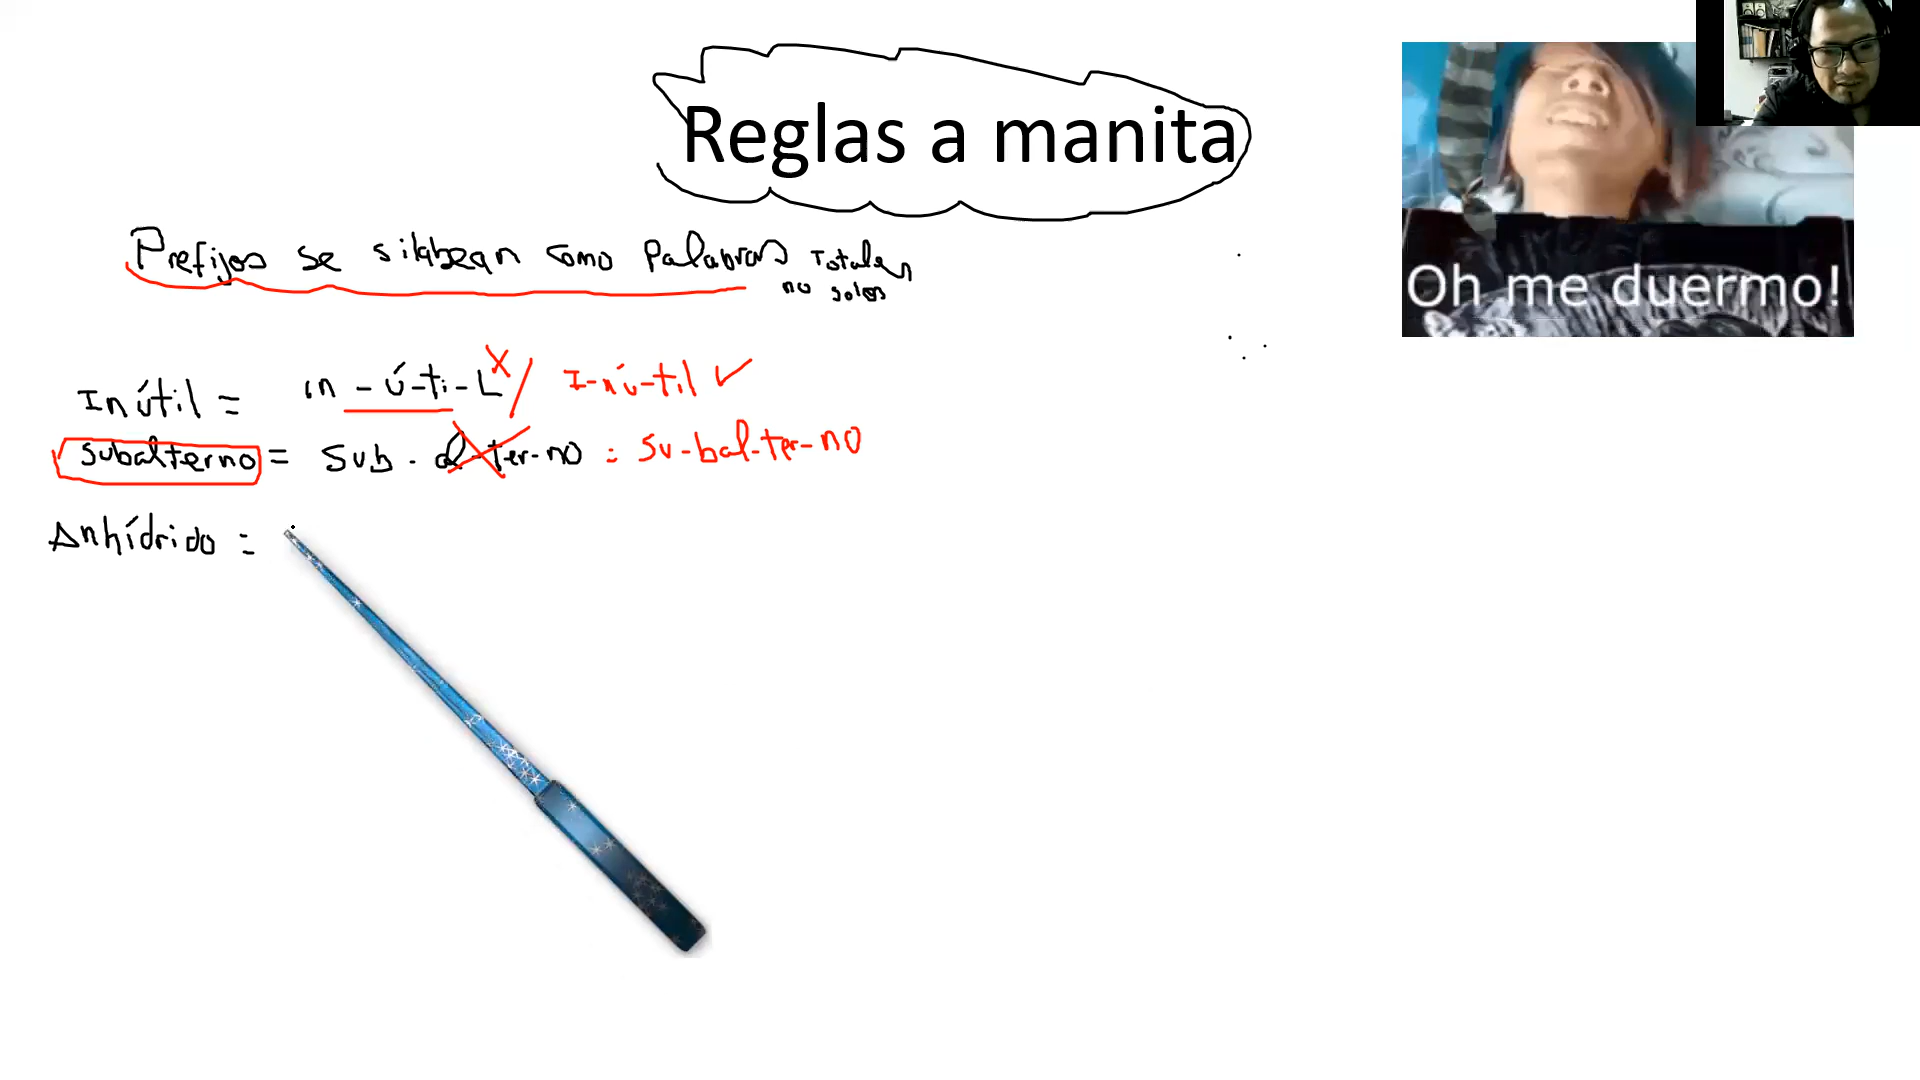 Reglas a manita
Prefijos se silabean como palabras Totales
no solos
Oh me duermo!
Inútil = in - ú - ti - L X / I-nú-til ✓
Subalterno = sub - al - ter - no = Su-bal-ter-no
Anhídrido =